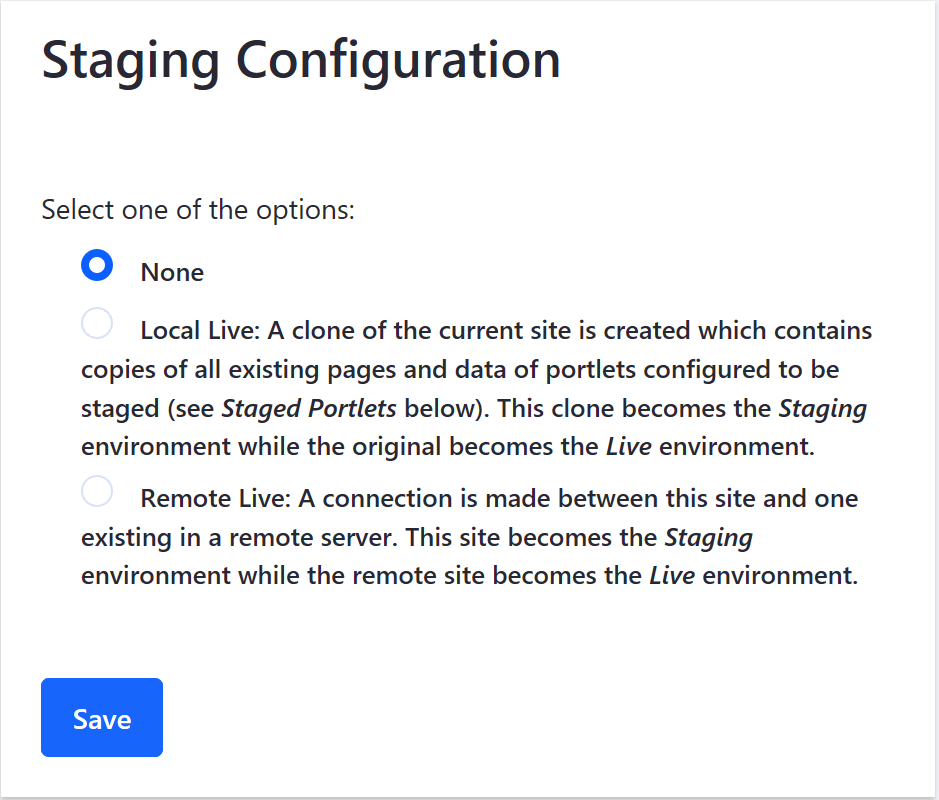 Staging Configuration
Select one of the options:
None
Local Live: A clone of the current site is created which contains
copies of all existing pages and data of portlets configured to be
staged (see Staged Portlets below). This clone becomes the Staging
environment while the original becomes the Live environment.
Remote Live: A connection is made between this site and one
existing in a remote server. This site becomes the Staging
environment while the remote site becomes the Live environment.
Save